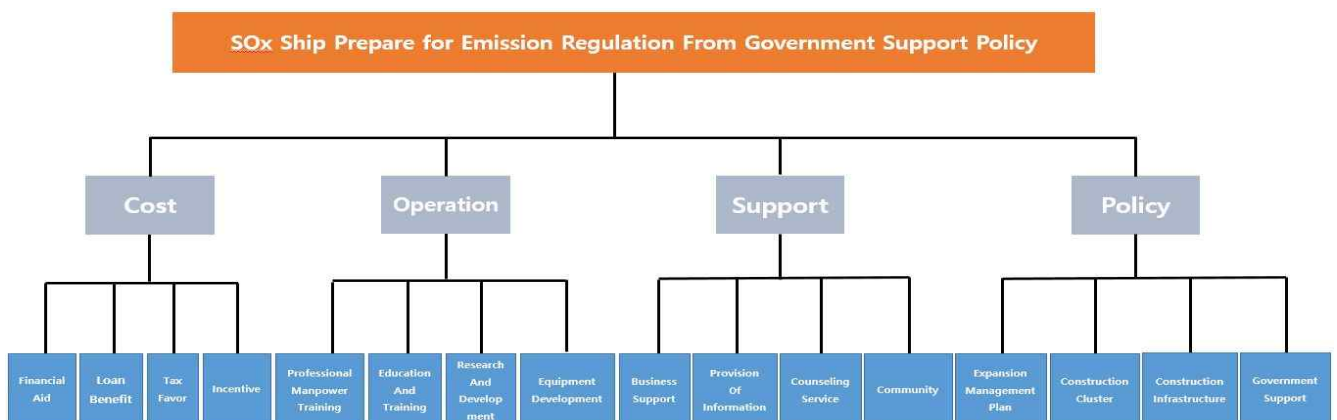 SOx Ship Prepare for Emission Regulation From Government Support Policy
Cost
Operation
Support
Policy
Financial
Aid
Loan
Benefit
Tax
Favor
Incentive
Professional
Manpower
Training
Education
And
Training
Research
And
Develop
ment
Equipment
Development
Business
Support
Provision
Of
Information
Counseling
Service
Community
Expansion
Management
Plan
Construction
Cluster
Construction
Infrastructure
Government
Support